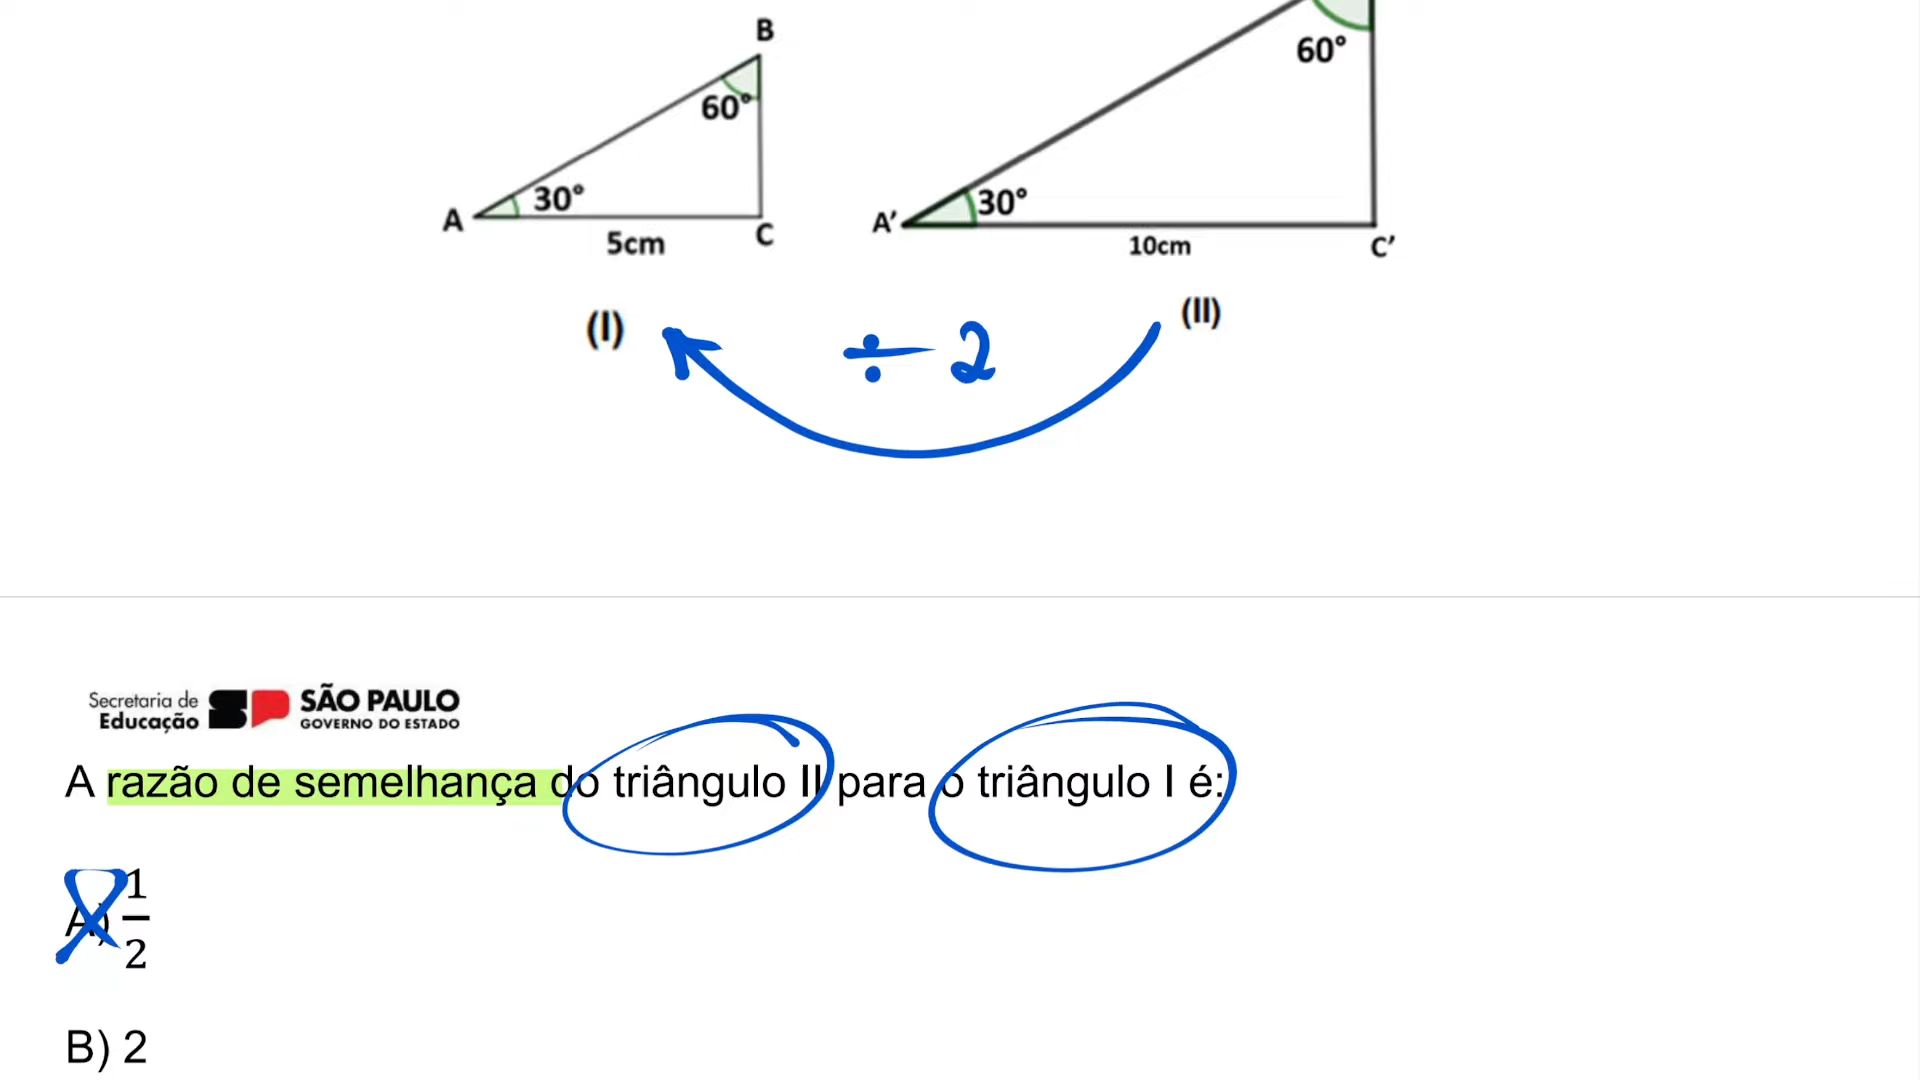 B
60°
60°
30°
A
5cm
C
30°
A'
10cm
C'
(I)
(II)
÷ 2
Secretaria de
Educação
SÃO PAULO
GOVERNO DO ESTADO
A razão de semelhança do triângulo II para o triângulo I é:
A) 1/2
B) 2